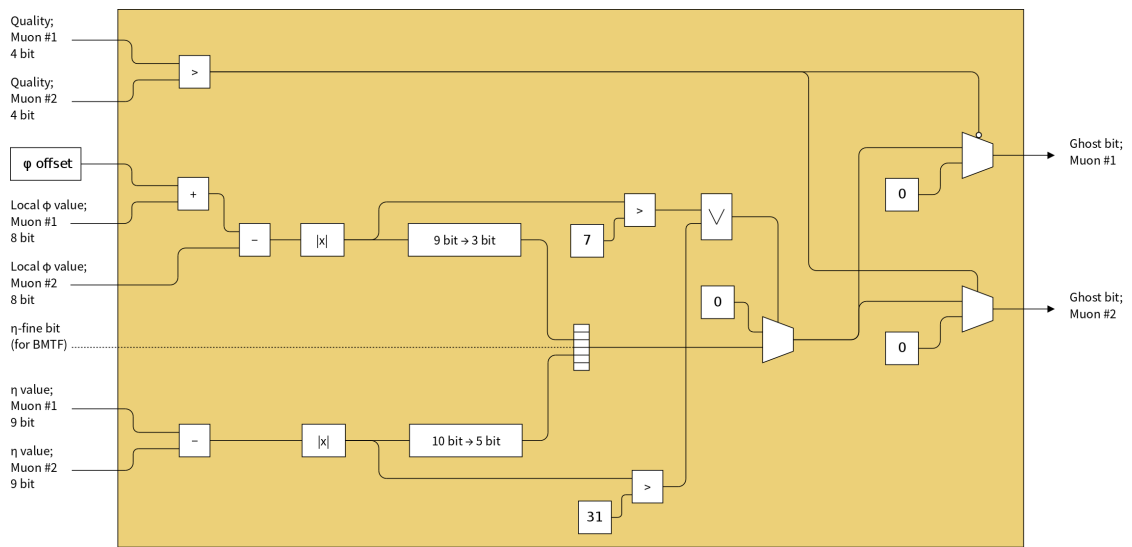 Quality;
Muon #1
4 bit
Quality;
Muon #2
4 bit
>
φ offset
Local ϕ value;
Muon #1
8 bit
+
Local ϕ value;
Muon #2
8 bit
−
|x|
9 bit → 3 bit
7
>
⋁
0
η-fine bit
(for BMTF)
η value;
Muon #1
9 bit
η value;
Muon #2
9 bit
−
|x|
10 bit → 5 bit
31
>
0
Ghost bit;
Muon #1
0
Ghost bit;
Muon #2